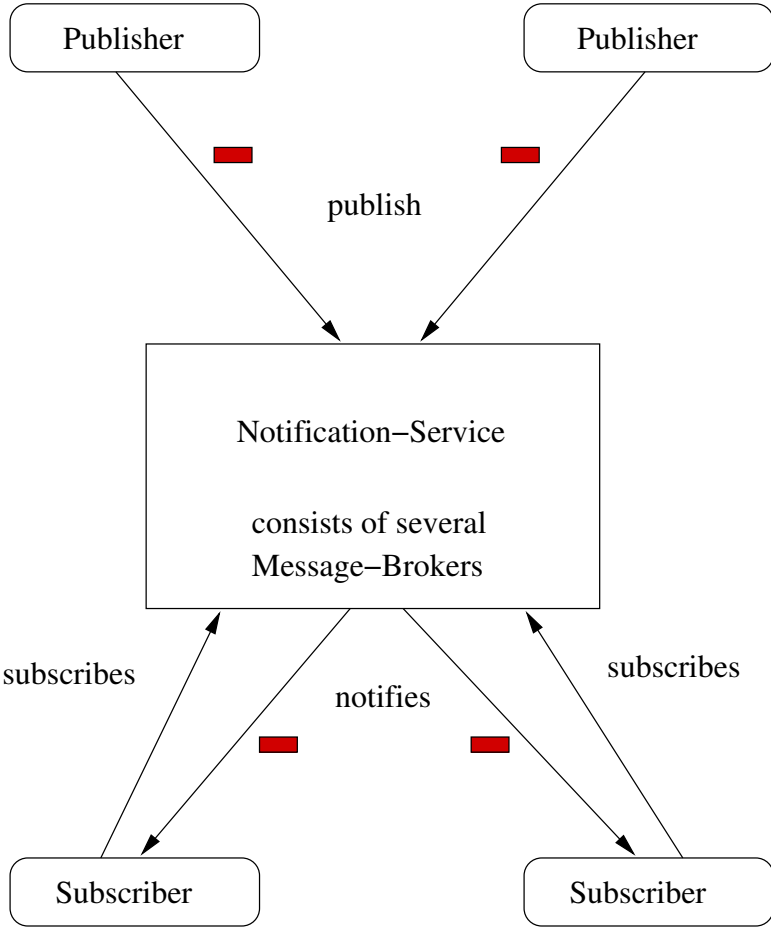 Publisher
Publisher
publish
Notification−Service
consists of several
Message−Brokers
subscribes
subscribes
notifies
Subscriber
Subscriber